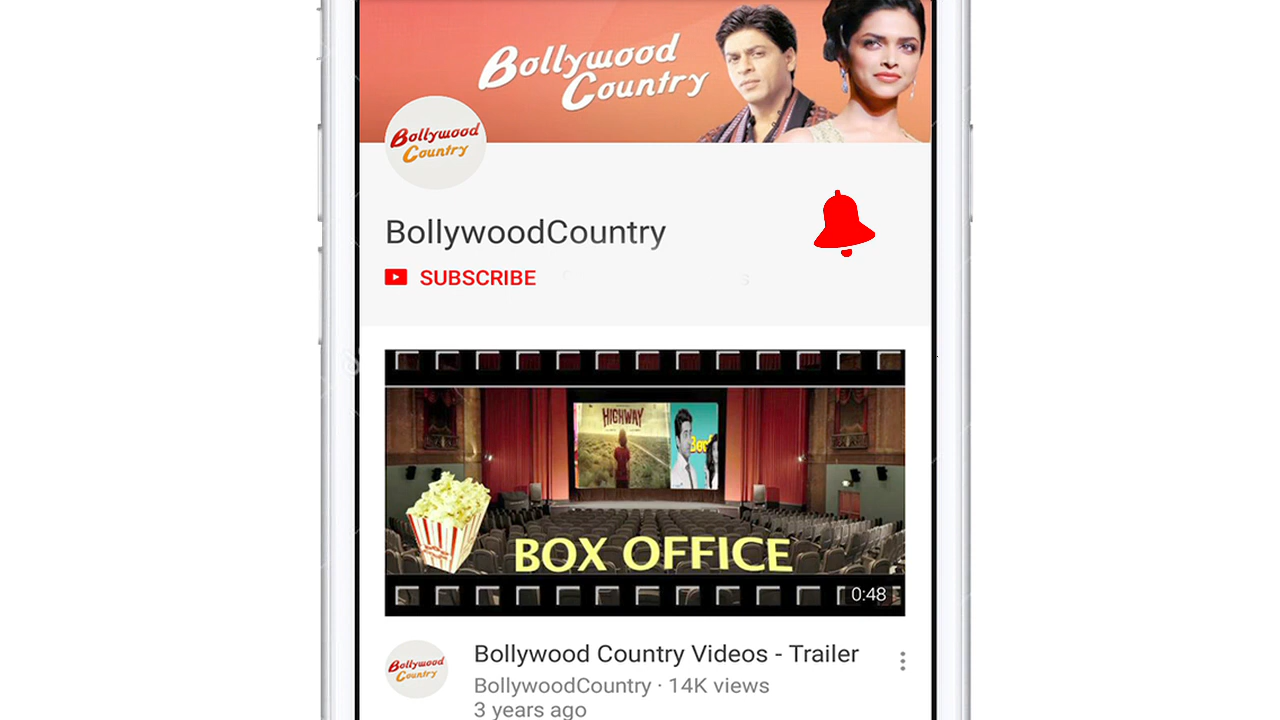 Bollywood
Country
Bollywood
Country
BollywoodCountry
SUBSCRIBE
HIGHWAY
BOX OFFICE
0:48
Bollywood Country Videos - Trailer
Bollywood
Country
BollywoodCountry · 14K views
3 years ago